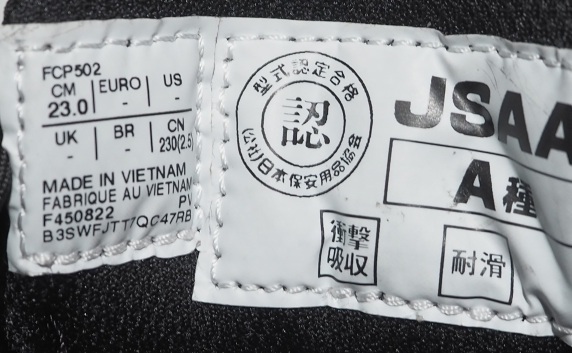 FCP502
CM EURO US
23.0 - -
UK BR CN
- - 230(2.5)
MADE IN VIETNAM
FABRIQUE AU VIETNAM
F450822 PV
B3SWFJTT7QC47RB
型式認定合格
認
(公社)日本保安用品協会
JSAA
A種
衝撃
吸収
耐滑